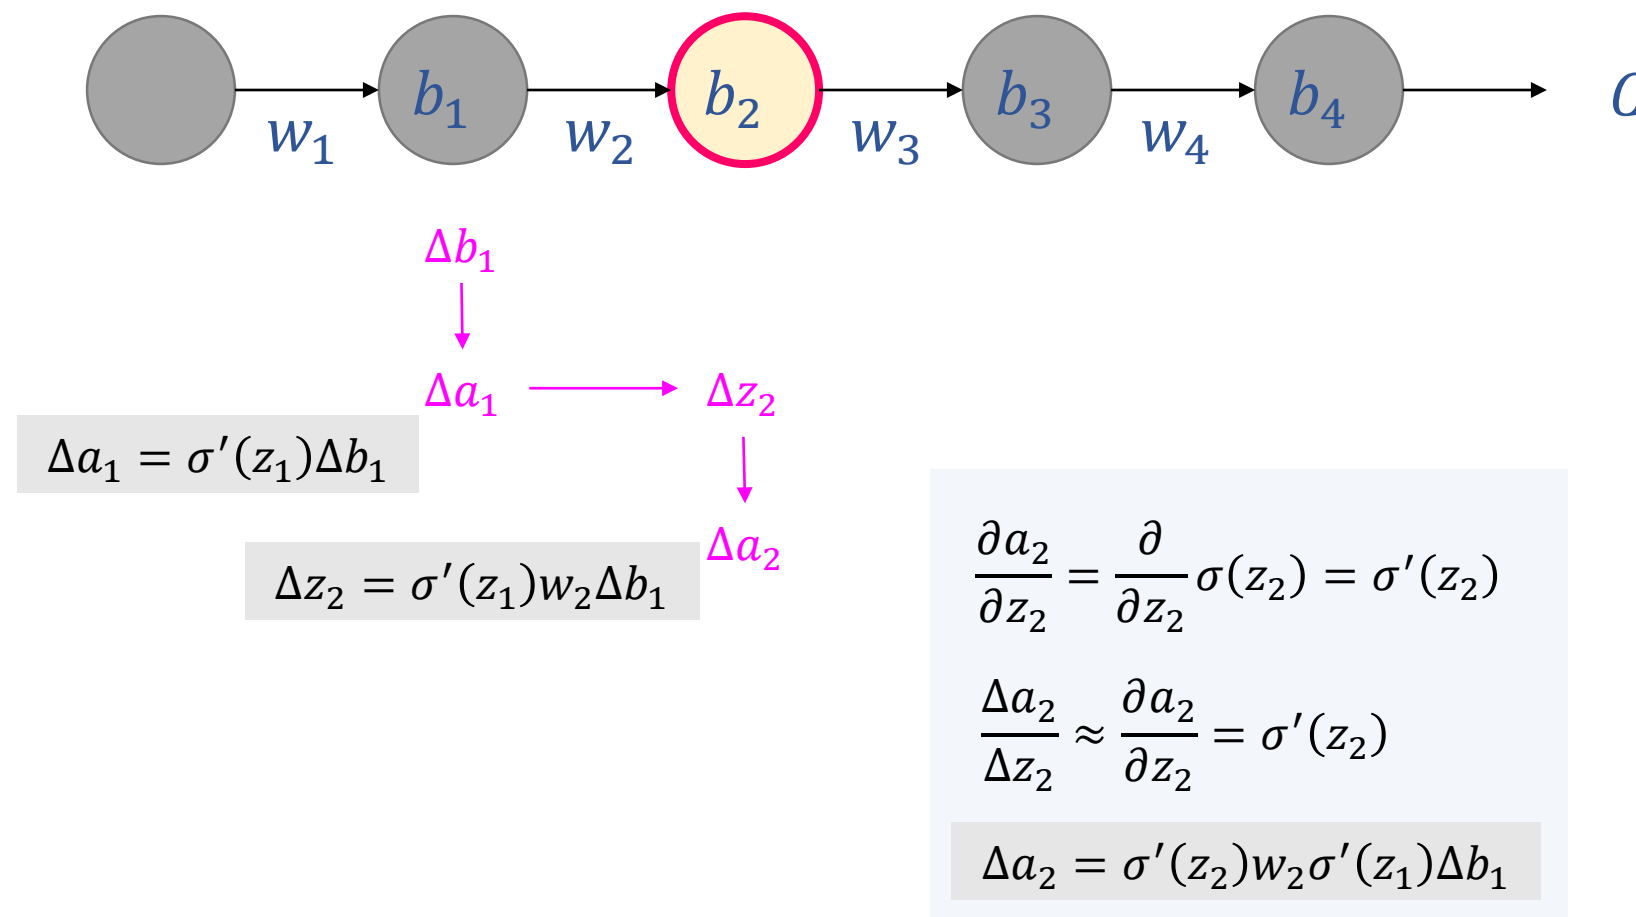 b₁ b₂ b₃ b₄
w₁ w₂ w₃ w₄
Δb₁
Δa₁ Δz₂
Δa₁ = σ′(z₁)Δb₁
Δa₂
Δz₂ = σ′(z₁)w₂Δb₁
∂a₂/∂z₂ = ∂/∂z₂ σ(z₂) = σ′(z₂)
Δa₂/Δz₂ ≈ ∂a₂/∂z₂ = σ′(z₂)
Δa₂ = σ′(z₂)w₂σ′(z₁)Δb₁